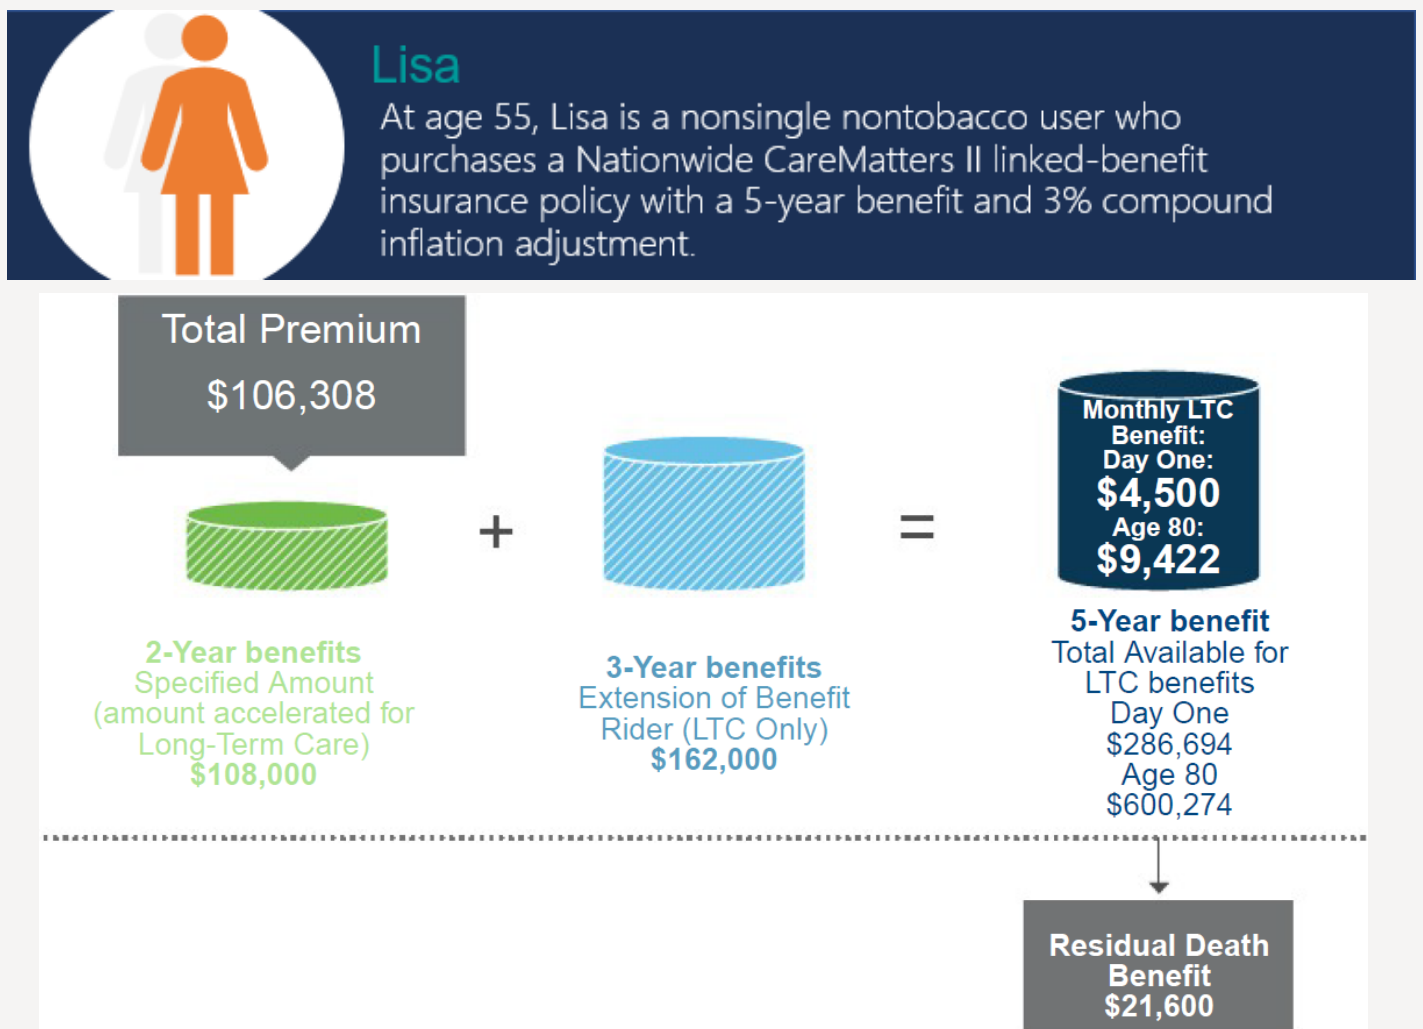 Lisa
At age 55, Lisa is a nonsingle nontobacco user who
purchases a Nationwide CareMatters II linked-benefit
insurance policy with a 5-year benefit and 3% compound
inflation adjustment.
Total Premium
$106,308
+
=
Monthly LTC
Benefit:
Day One:
$4,500
Age 80:
$9,422
2-Year benefits
Specified Amount
(amount accelerated for
Long-Term Care)
$108,000
3-Year benefits
Extension of Benefit
Rider (LTC Only)
$162,000
5-Year benefit
Total Available for
LTC benefits
Day One
$286,694
Age 80
$600,274
Residual Death
Benefit
$21,600